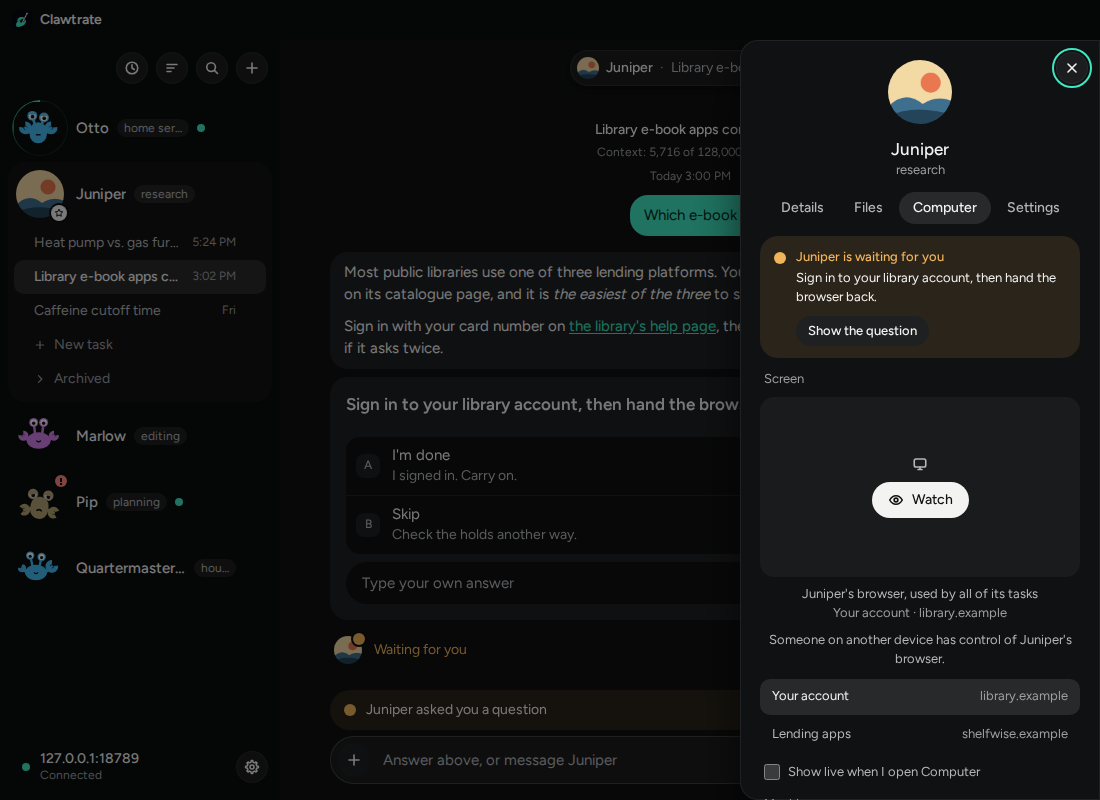 Clawtrate
Otto
home ser...
Juniper
research
Heat pump vs. gas fur...
5:24 PM
Library e-book apps c...
3:02 PM
Caffeine cutoff time
Fri
New task
Archived
Marlow
editing
Pip
planning
Quartermaster...
hou...
127.0.0.1:18789
Connected
Juniper · Library e-bo
Library e-book apps co
Context: 5,716 of 128,000
Today 3:00 PM
Which e-book
Most public libraries use one of three lending platforms. You
on its catalogue page, and it is the easiest of the three to s
Sign in with your card number on the library's help page, the
if it asks twice.
Sign in to your library account, then hand the brow
A
I'm done
I signed in. Carry on.
B
Skip
Check the holds another way.
Type your own answer
Waiting for you
Juniper asked you a question
Answer above, or message Juniper
Juniper
research
Details
Files
Computer
Settings
Juniper is waiting for you
Sign in to your library account, then hand the
browser back.
Show the question
Screen
Watch
Juniper's browser, used by all of its tasks
Your account · library.example
Someone on another device has control of Juniper's
browser.
Your account
library.example
Lending apps
shelfwise.example
Show live when I open Computer